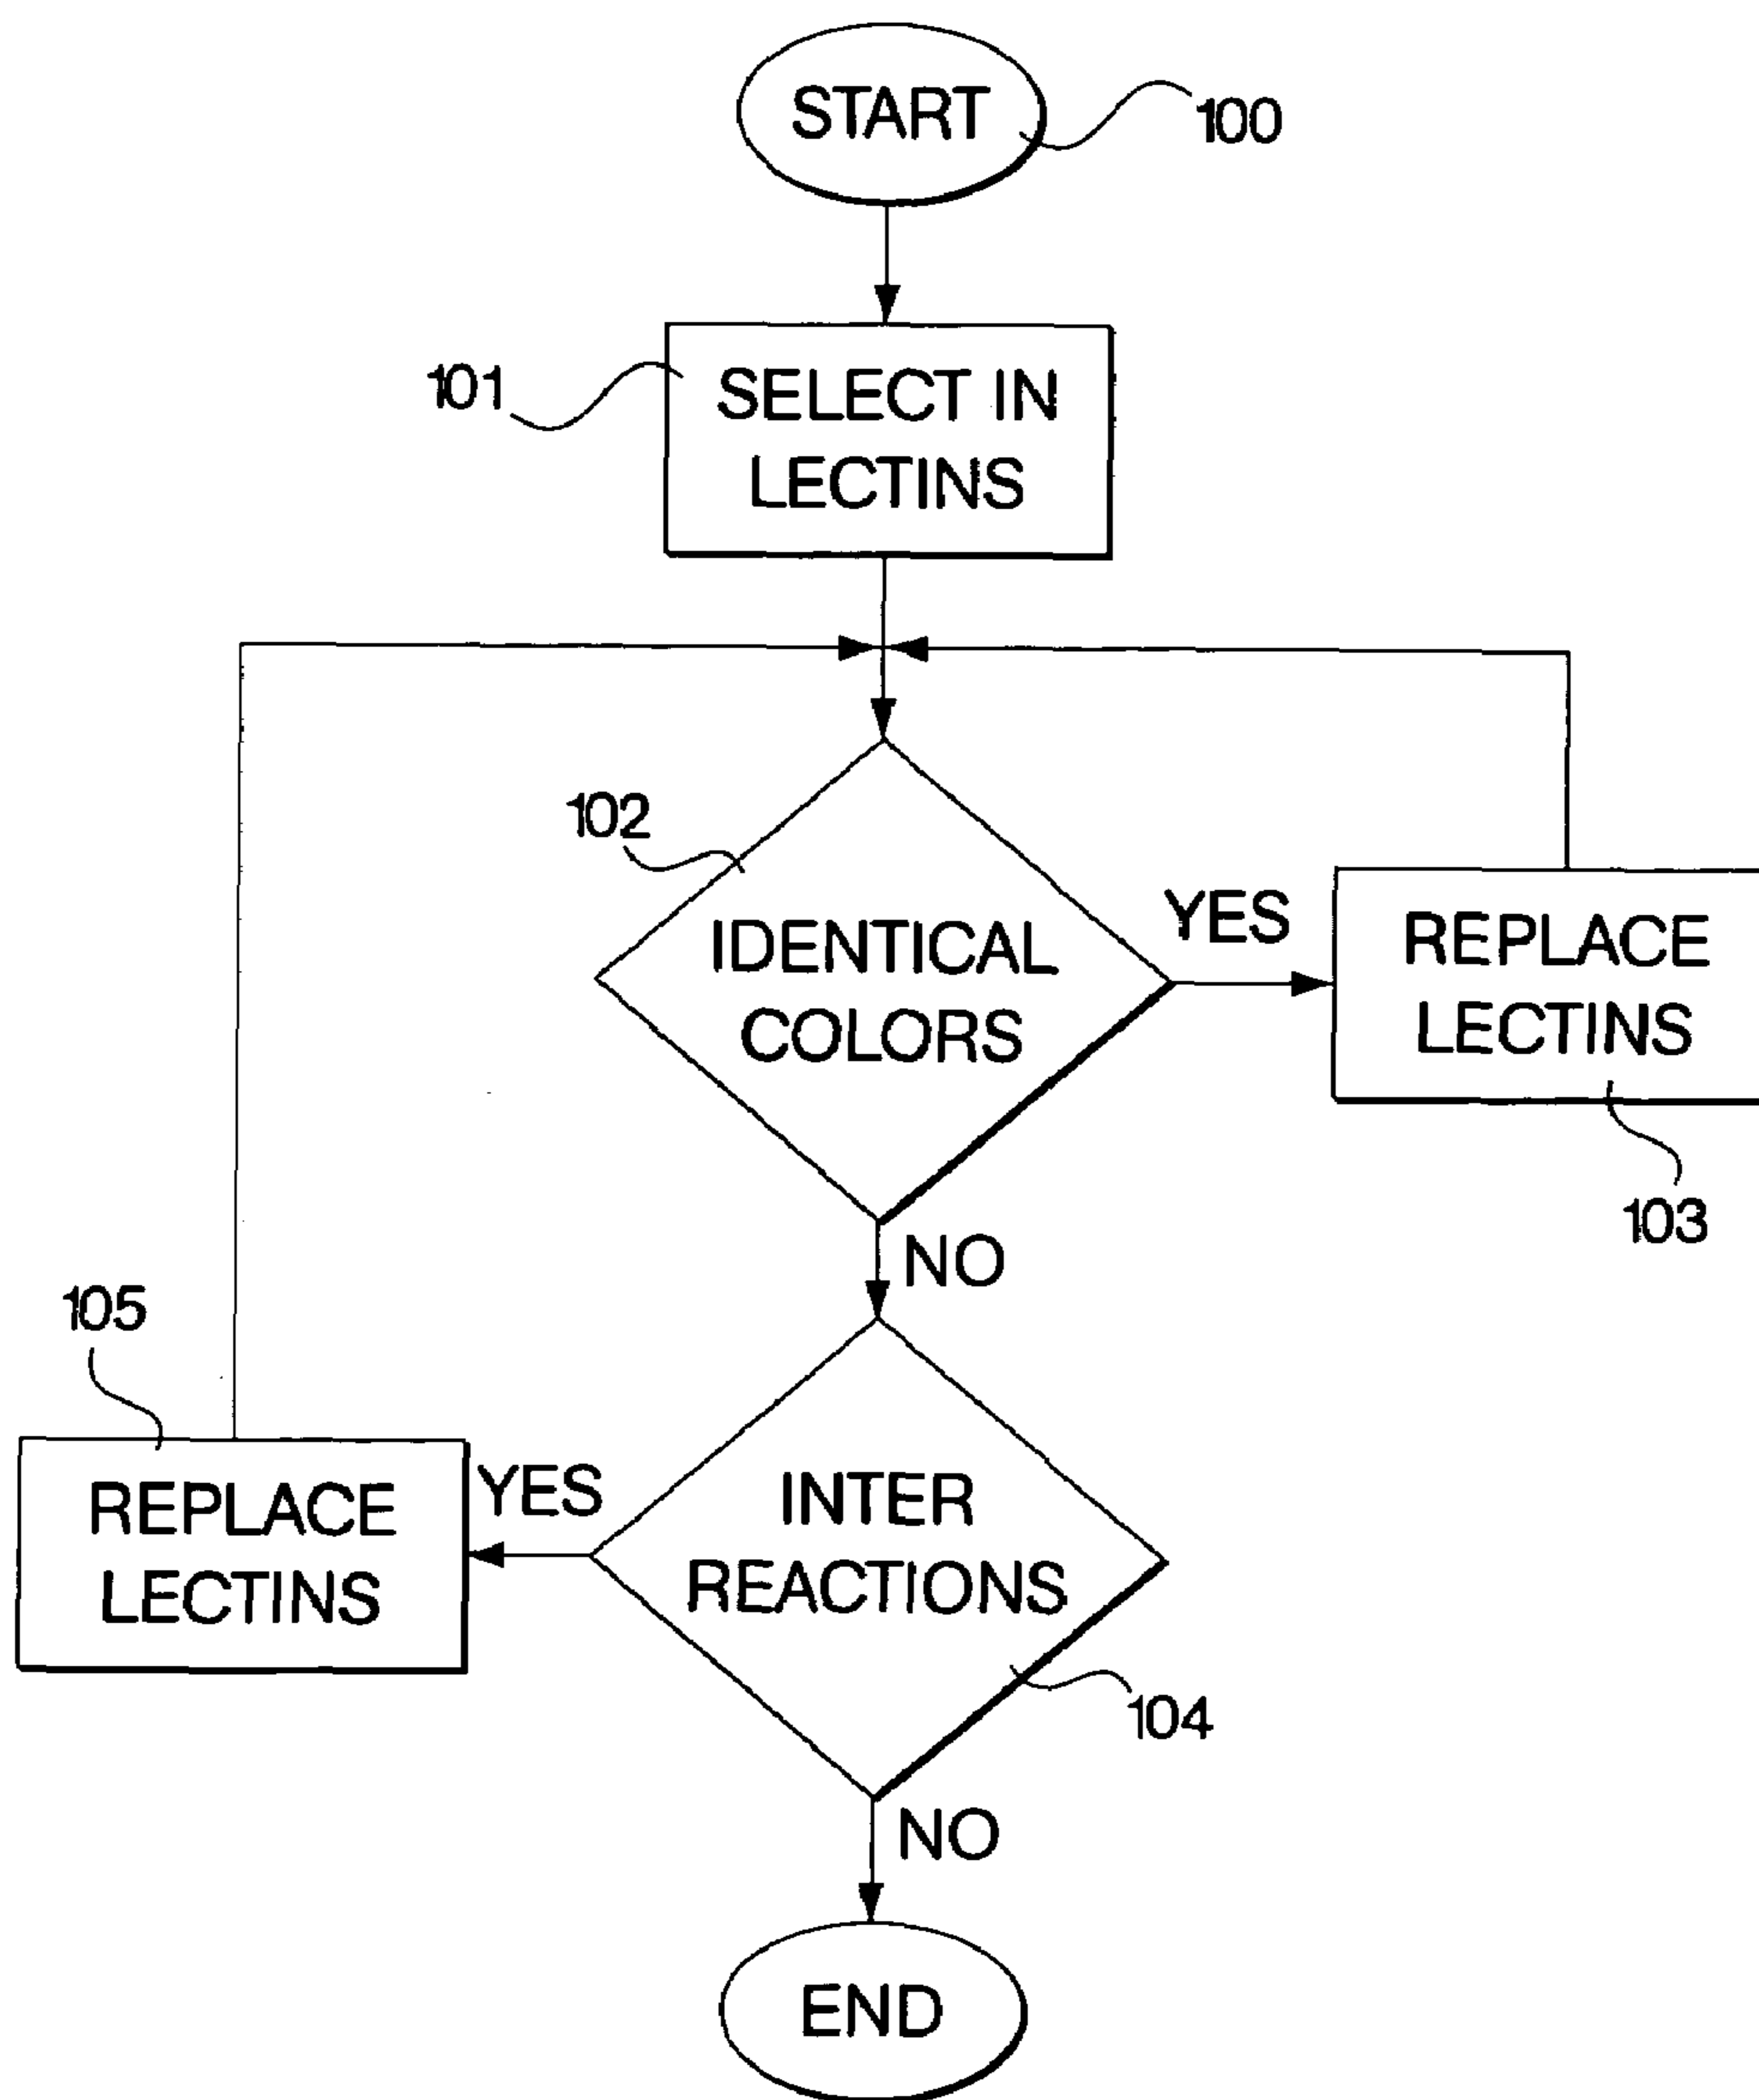 START
100
101
SELECT IN
LECTINS
102
IDENTICAL
COLORS
YES
REPLACE
LECTINS
103
NO
105
REPLACE
LECTINS
YES
INTER
REACTIONS
104
NO
END